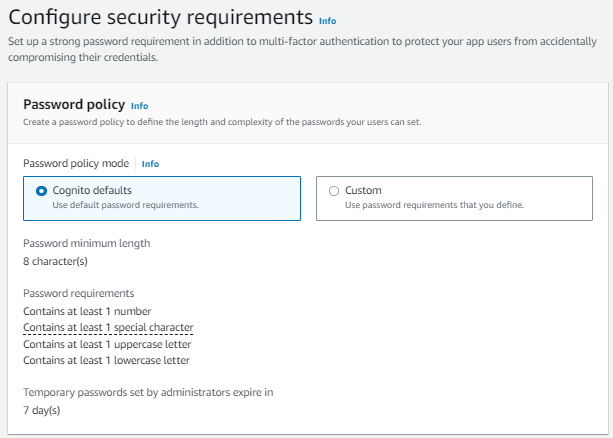 Configure security requirements Info
Set up a strong password requirement in addition to multi-factor authentication to protect your app users from accidentally
compromising their credentials.
Password policy Info
Create a password policy to define the length and complexity of the passwords your users can set.
Password policy mode Info
Cognito defaults
Use default password requirements.
Custom
Use password requirements that you define.
Password minimum length
8 character(s)
Password requirements
Contains at least 1 number
Contains at least 1 special character
Contains at least 1 uppercase letter
Contains at least 1 lowercase letter
Temporary passwords set by administrators expire in
7 day(s)